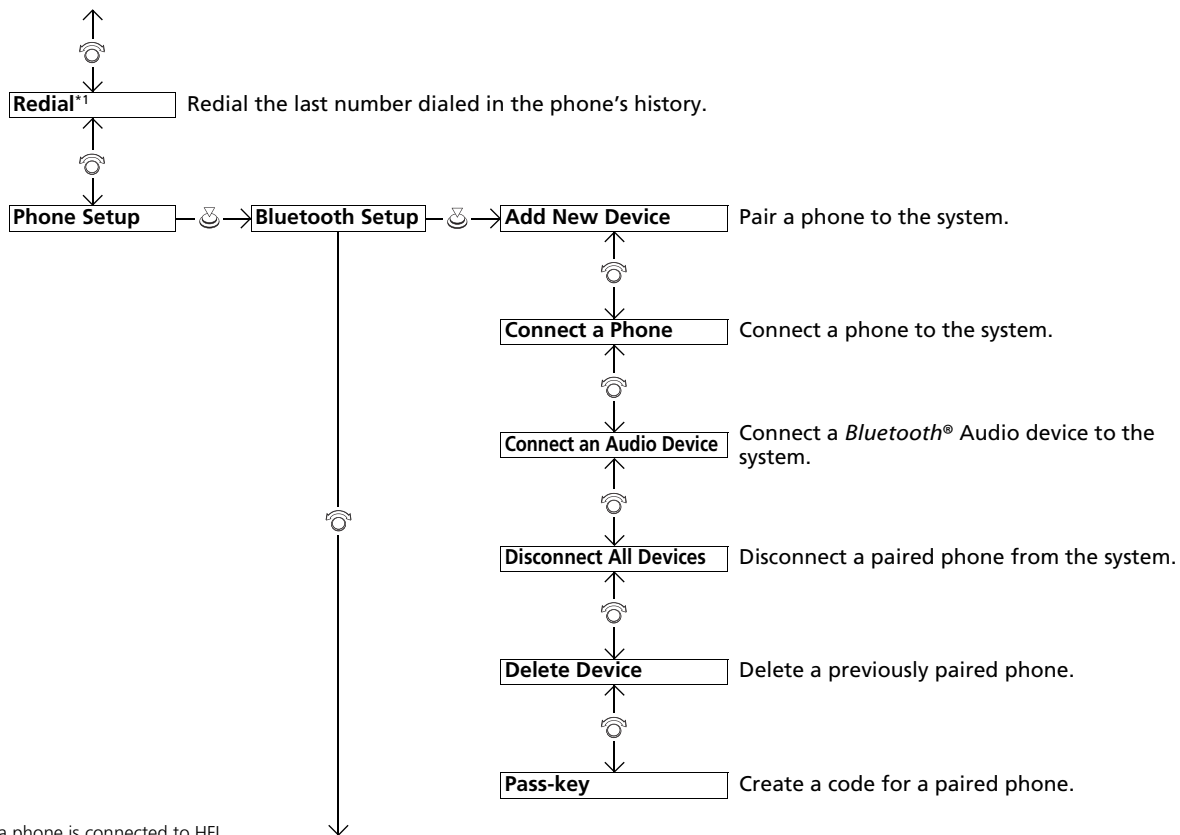 Redial*1 Redial the last number dialed in the phone's history.
Phone Setup Bluetooth Setup Add New Device Pair a phone to the system.
Connect a Phone Connect a phone to the system.
Connect an Audio Device Connect a Bluetooth® Audio device to the
system.
Disconnect All Devices Disconnect a paired phone from the system.
Delete Device Delete a previously paired phone.
Pass-key Create a code for a paired phone.
a phone is connected to HFL